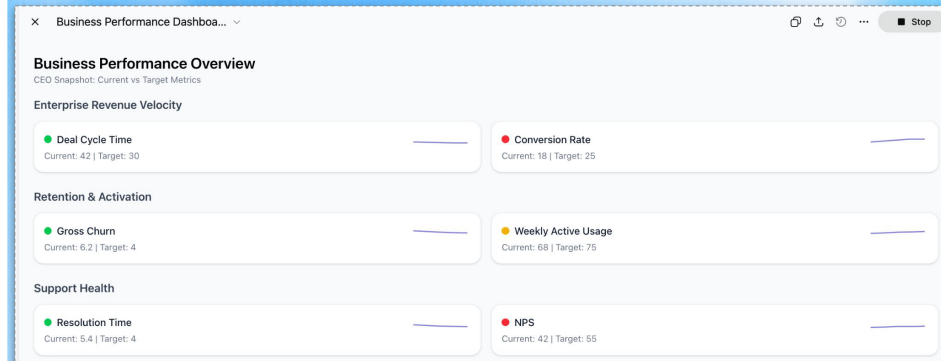 Business Performance Dashboa...
Stop
Business Performance Overview
CEO Snapshot: Current vs Target Metrics
Enterprise Revenue Velocity
Deal Cycle Time
Current: 42 | Target: 30
Conversion Rate
Current: 18 | Target: 25
Retention & Activation
Gross Churn
Current: 6.2 | Target: 4
Weekly Active Usage
Current: 68 | Target: 75
Support Health
Resolution Time
Current: 5.4 | Target: 4
NPS
Current: 42 | Target: 55